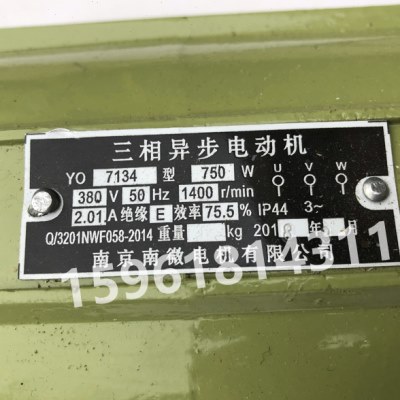 三相异步电动机
YO 7134 型 750 W U V W
380 V 50 Hz 1400 r/min
2.01 A 绝缘 E 效率 75.5 % IP44 3~
Q/3201NWF058-2014 重量 kg 201 年 月
南京南微电机有限公司
15961814311